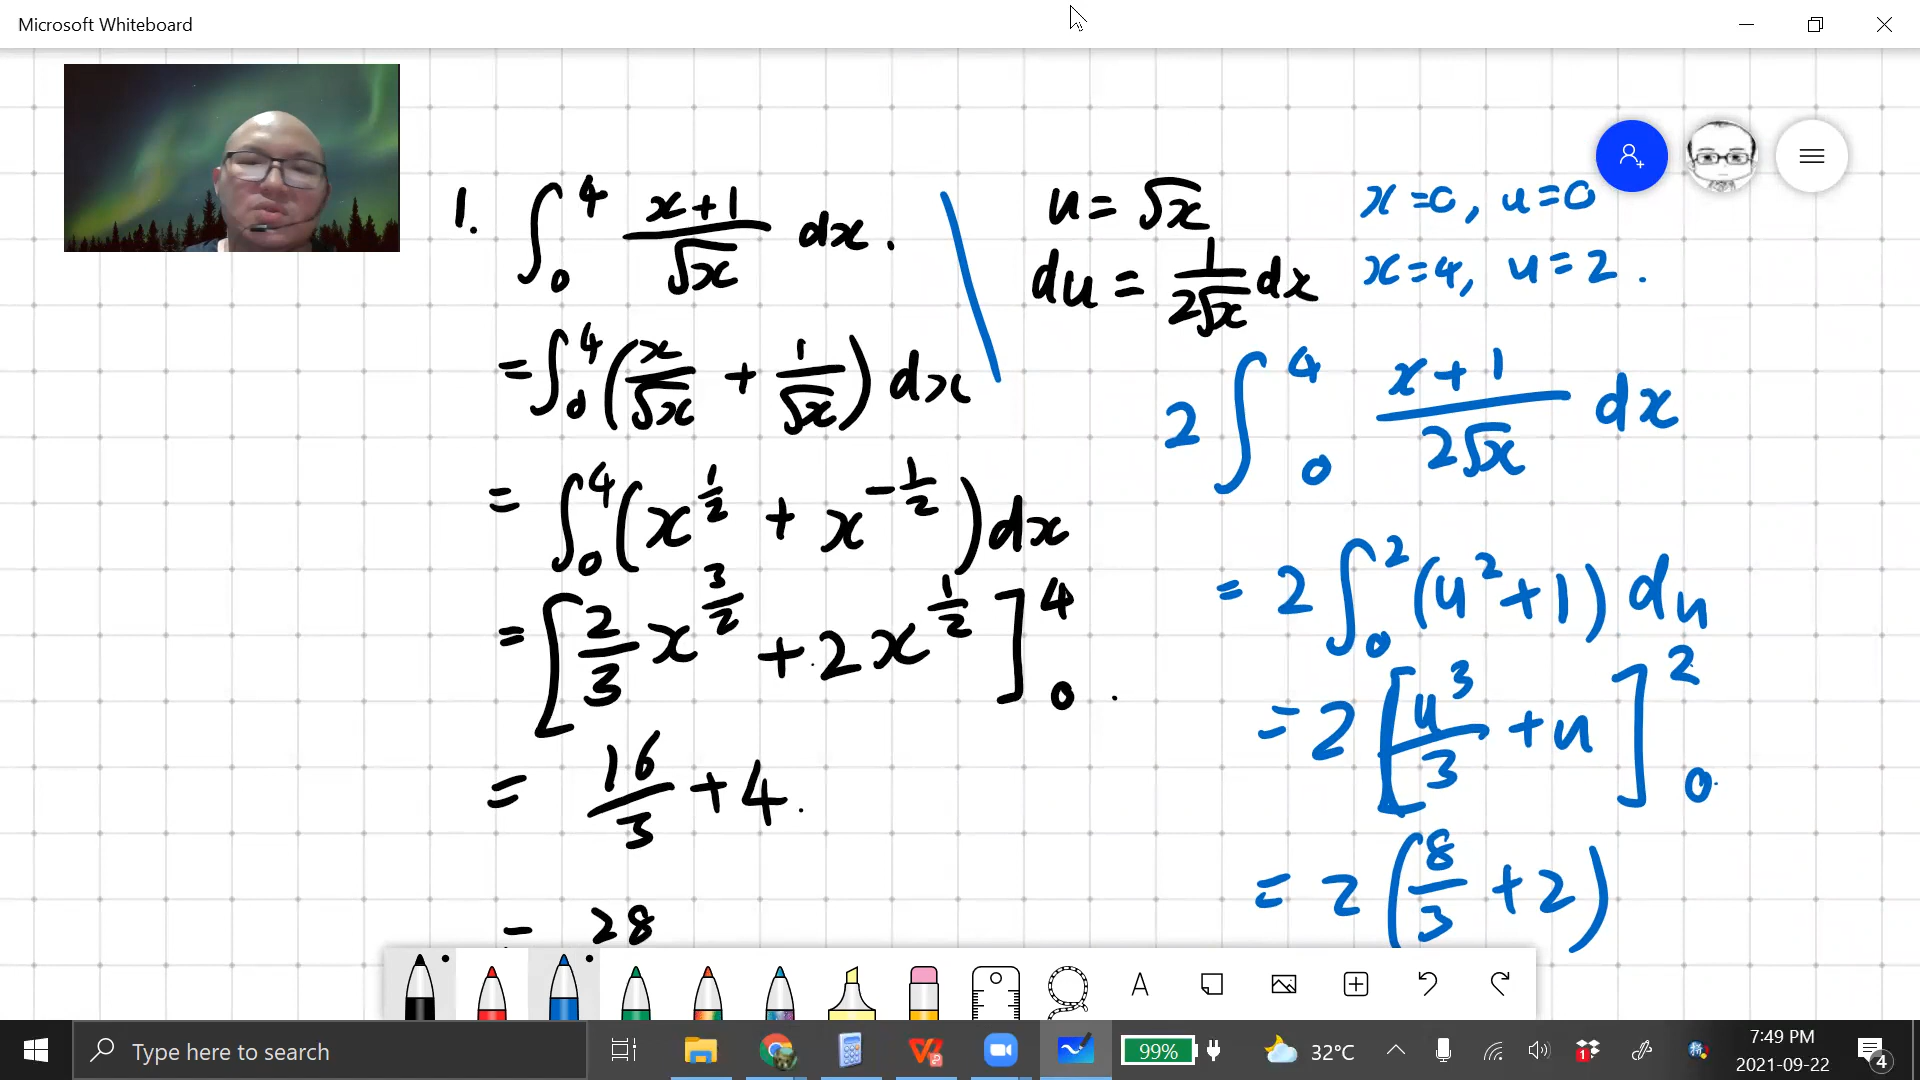 Microsoft Whiteboard
1. ∫₀⁴ (x+1)/√x dx.
= ∫₀⁴ (x/√x + 1/√x) dx
= ∫₀⁴ (x^(1/2) + x^(-1/2)) dx
= [2/3 x^(3/2) + 2x^(1/2)]₀⁴.
= 16/3 + 4.
= 28
u = √x
du = 1/(2√x) dx
x=0, u=0
x=4, u=2.
2 ∫₀⁴ (x+1)/(2√x) dx
= 2 ∫₀² (u²+1) du
= 2 [u³/3 + u]₀²
= 2 (8/3 + 2)
A
Type here to search
99%
32°C
1
7:49 PM
2021-09-22
4